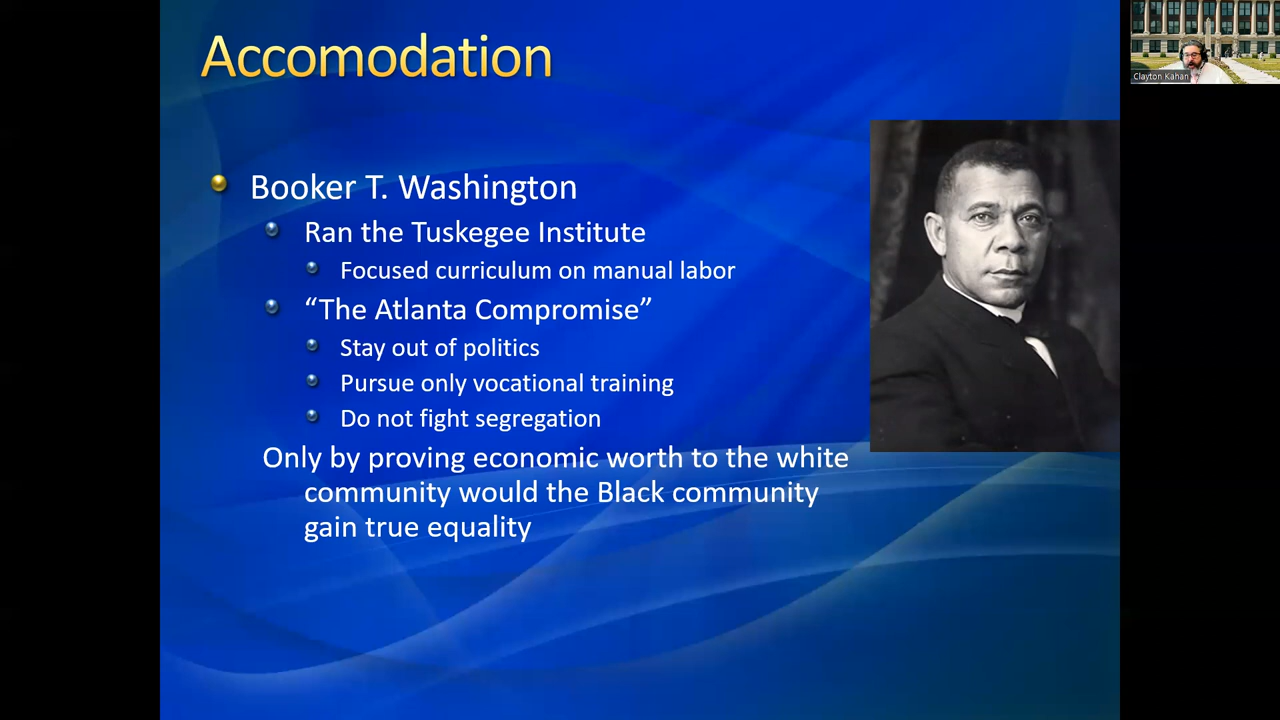 Accomodation
Booker T. Washington
Ran the Tuskegee Institute
Focused curriculum on manual labor
“The Atlanta Compromise”
Stay out of politics
Pursue only vocational training
Do not fight segregation
Only by proving economic worth to the white
community would the Black community
gain true equality
Clayton Kahan